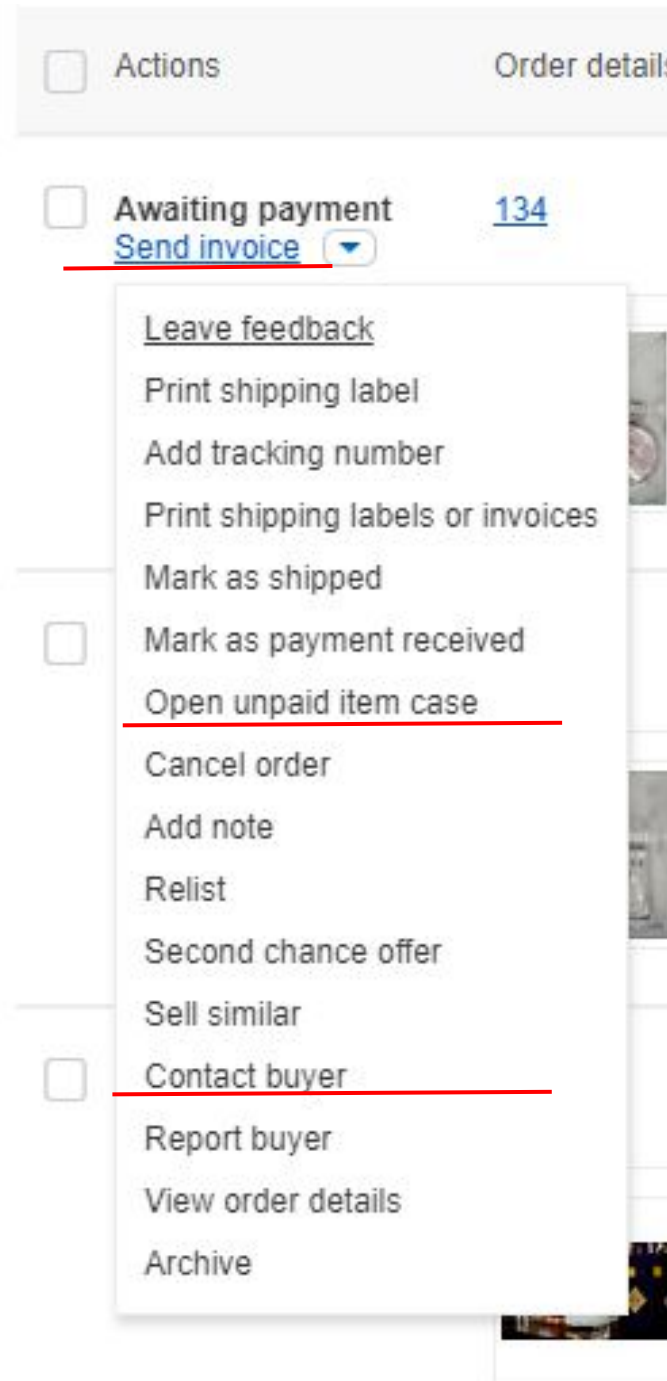 Actions
Order details
Awaiting payment
134
Send invoice
Leave feedback
Print shipping label
Add tracking number
Print shipping labels or invoices
Mark as shipped
Mark as payment received
Open unpaid item case
Cancel order
Add note
Relist
Second chance offer
Sell similar
Contact buyer
Report buyer
View order details
Archive